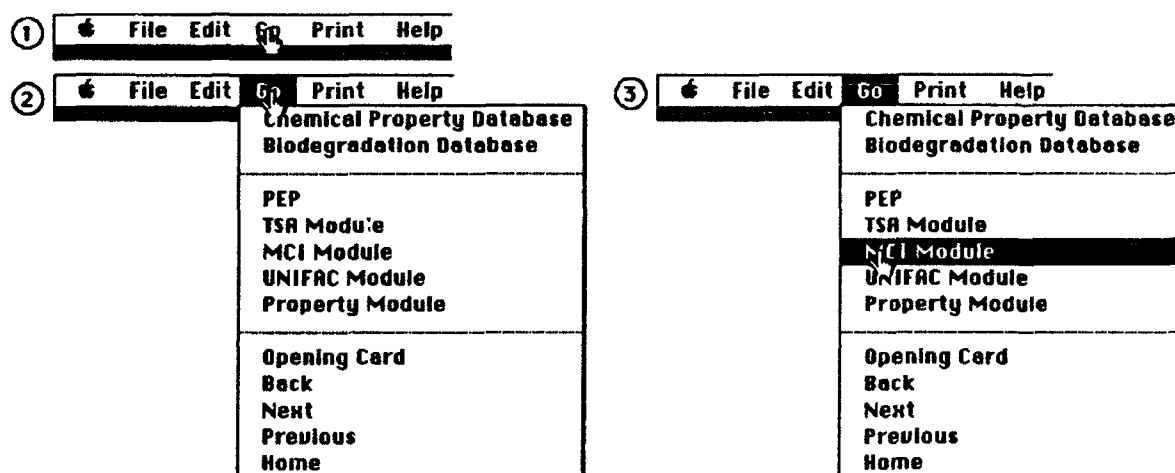 1 File Edit Go Print Help
2 File Edit Go Print Help
Chemical Property Database
Biodegradation Database
PEP
TSA Module
MCI Module
UNIFAC Module
Property Module
Opening Card
Back
Next
Previous
Home
3 File Edit Go Print Help
Chemical Property Database
Biodegradation Database
PEP
TSA Module
MCI Module
UNIFAC Module
Property Module
Opening Card
Back
Next
Previous
Home